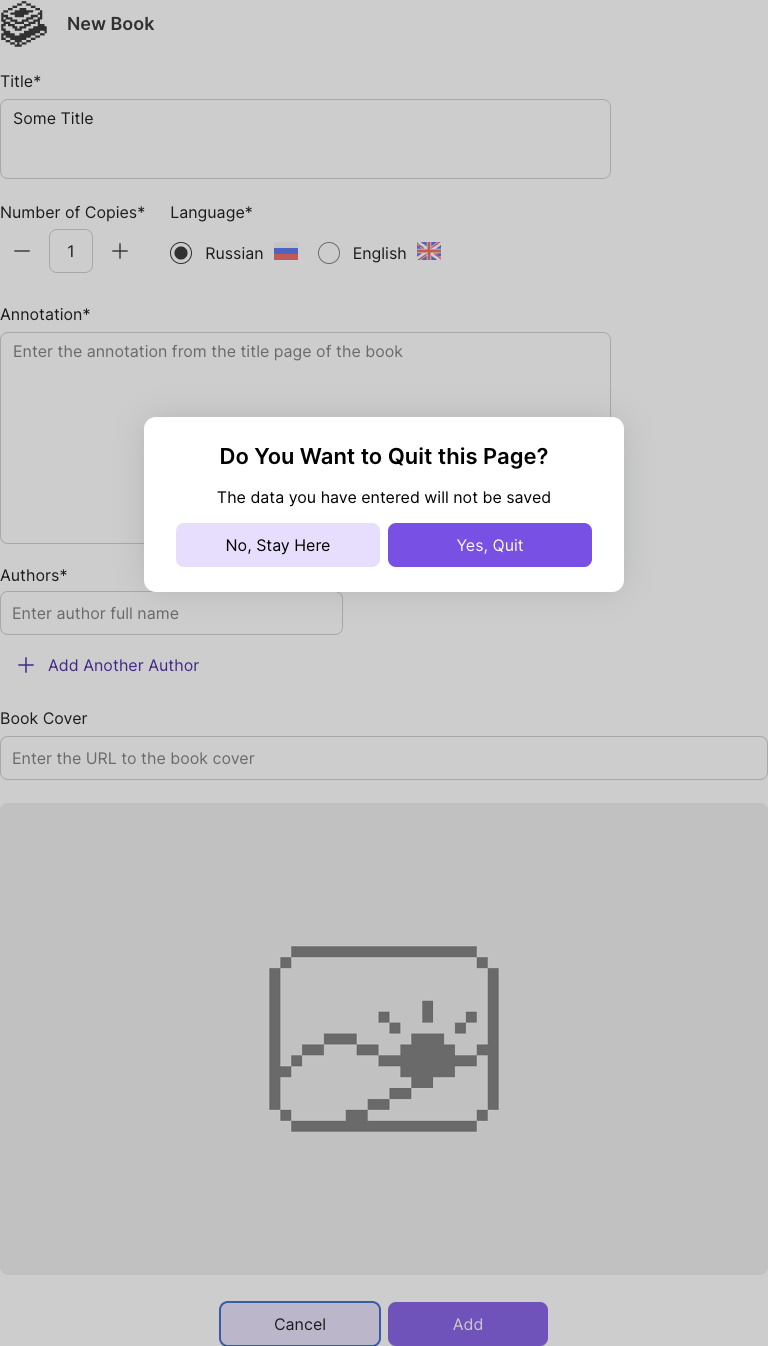 New Book
Title*
Some Title
Number of Copies*
Language*
1
Russian
English
Annotation*
Enter the annotation from the title page of the book
Do You Want to Quit this Page?
The data you have entered will not be saved
No, Stay Here
Yes, Quit
Authors*
Enter author full name
Add Another Author
Book Cover
Enter the URL to the book cover
Cancel
Add